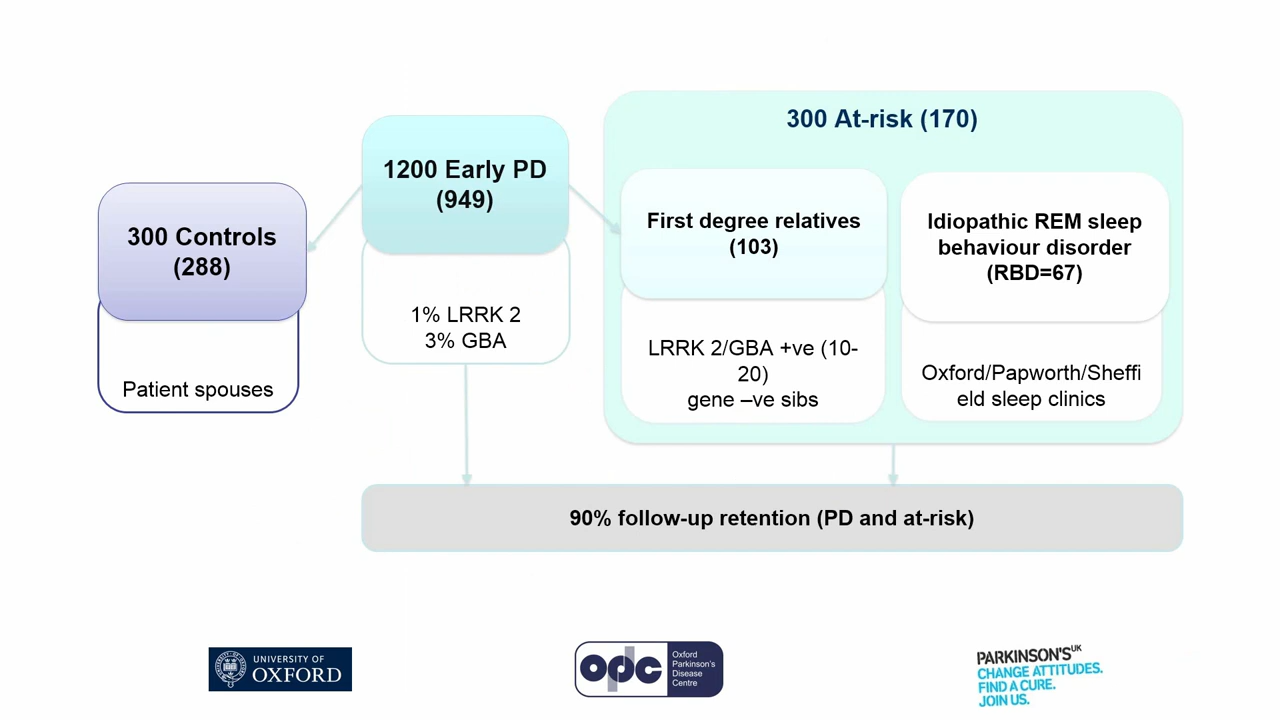 300 At-risk (170)
1200 Early PD
(949)
300 Controls
(288)
First degree relatives
(103)
Idiopathic REM sleep
behaviour disorder
(RBD=67)
1% LRRK 2
3% GBA
Patient spouses
LRRK 2/GBA +ve (10-
20)
gene –ve sibs
Oxford/Papworth/Sheffi
eld sleep clinics
90% follow-up retention (PD and at-risk)
UNIVERSITY OF
OXFORD
opdc
Oxford
Parkinson's
Disease
Centre
PARKINSON'S UK
CHANGE ATTITUDES.
FIND A CURE.
JOIN US.